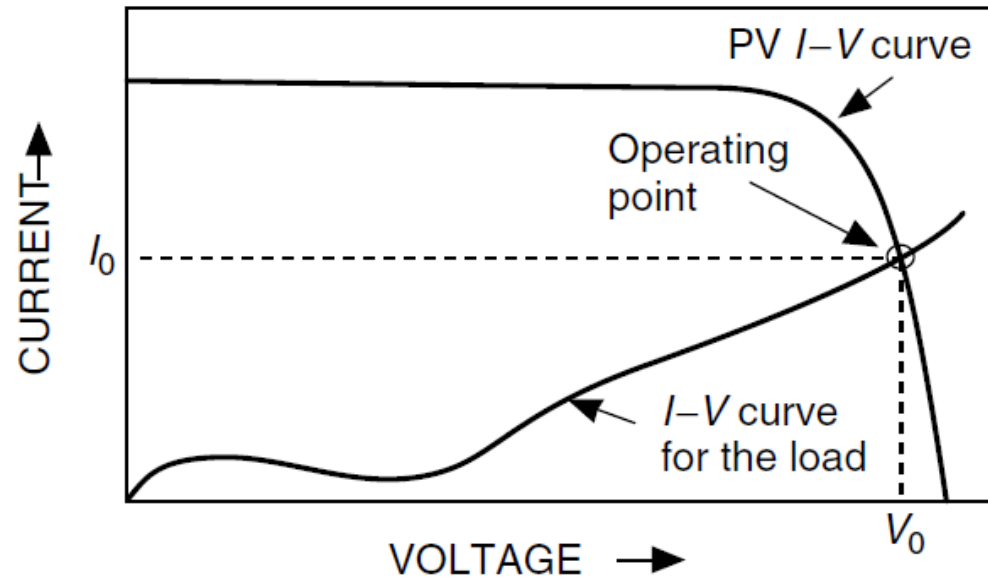 PV I–V curve
Operating
point
CURRENT
I0
I–V curve
for the load
V0
VOLTAGE